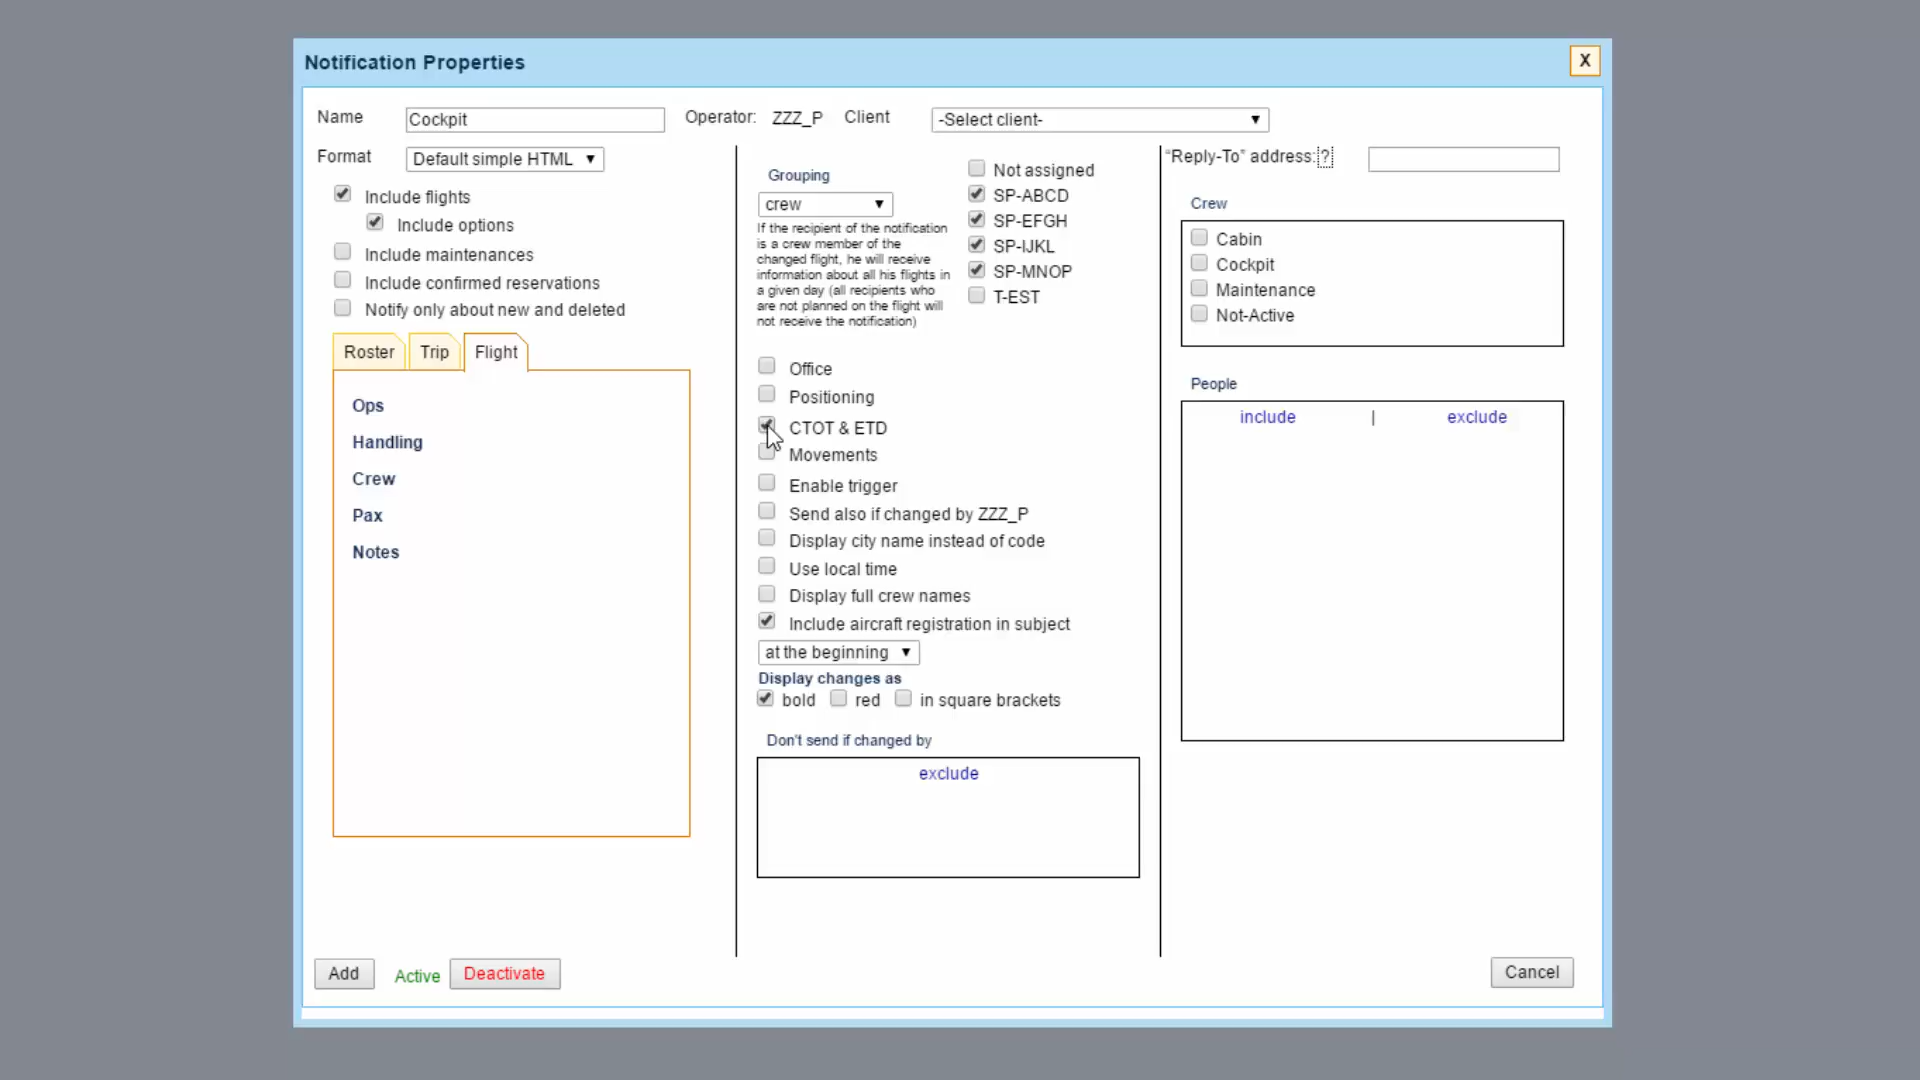 Notification Properties
X
Name
Cockpit
Operator: ZZZ_P
Client
-Select client-
Format
Default simple HTML
Include flights
Include options
Include maintenances
Include confirmed reservations
Notify only about new and deleted
Roster
Trip
Flight
Ops
Handling
Crew
Pax
Notes
Grouping
crew
If the recipient of the notification
is a crew member of the
changed flight, he will receive
information about all his flights in
a given day (all recipients who
are not planned on the flight will
not receive the notification)
Not assigned
SP-ABCD
SP-EFGH
SP-IJKL
SP-MNOP
T-EST
Office
Positioning
CTOT & ETD
Movements
Enable trigger
Send also if changed by ZZZ_P
Display city name instead of code
Use local time
Display full crew names
Include aircraft registration in subject
at the beginning
Display changes as
bold
red
in square brackets
Don't send if changed by
exclude
"Reply-To" address:[?]
Crew
Cabin
Cockpit
Maintenance
Not-Active
People
include | exclude
Add
Active
Deactivate
Cancel